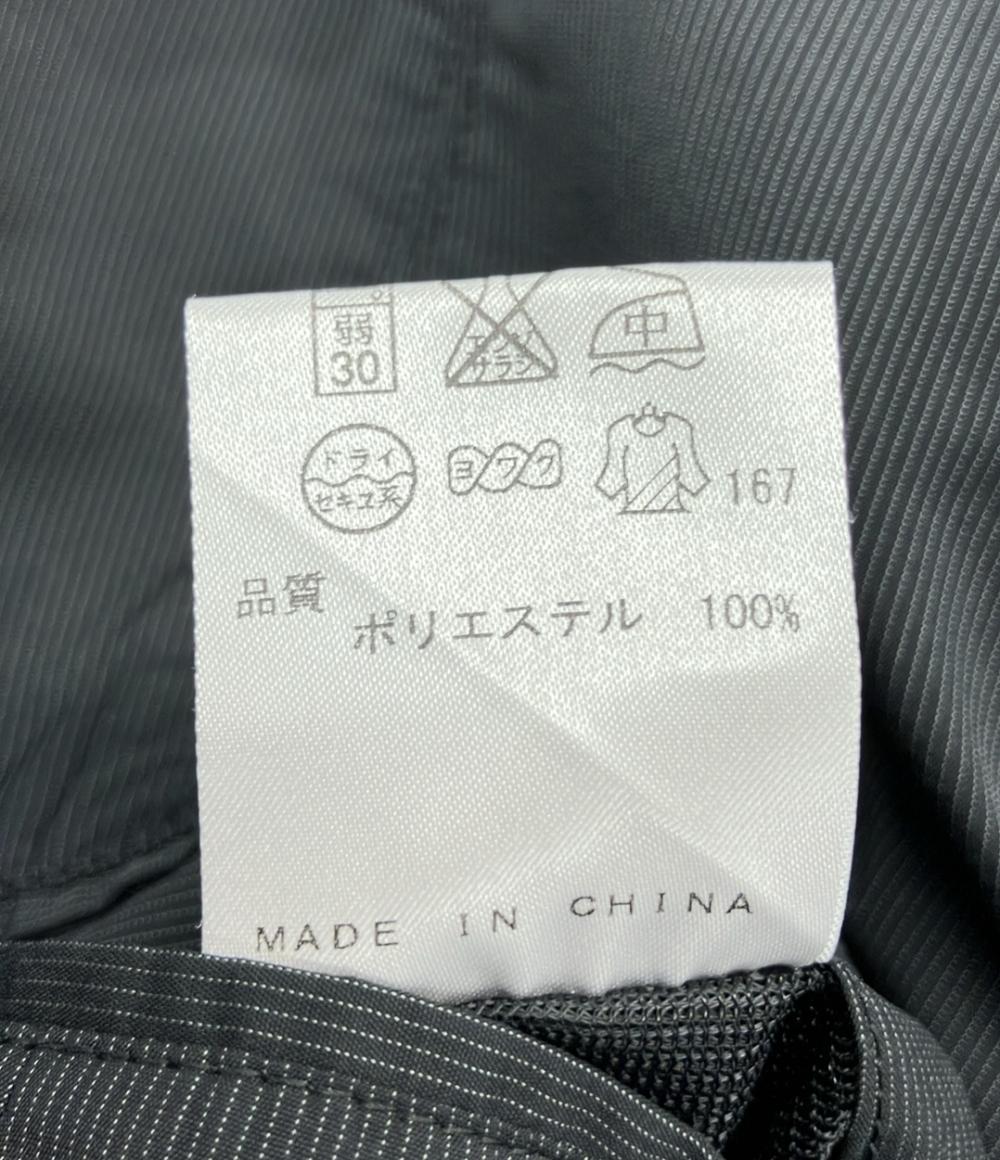 弱 エンソ 中
30 サラシ
ドライ ヨワク
セキユ系 167
品質 ポリエステル 100%
MADE IN CHINA